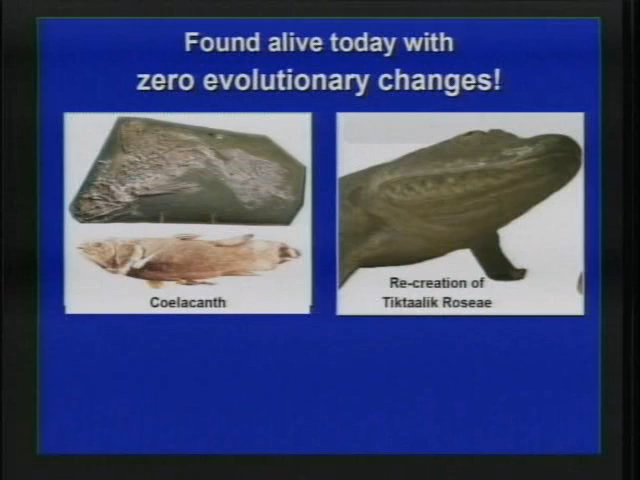 Found alive today with
zero evolutionary changes!
Coelacanth
Re-creation of
Tiktaalik Roseae